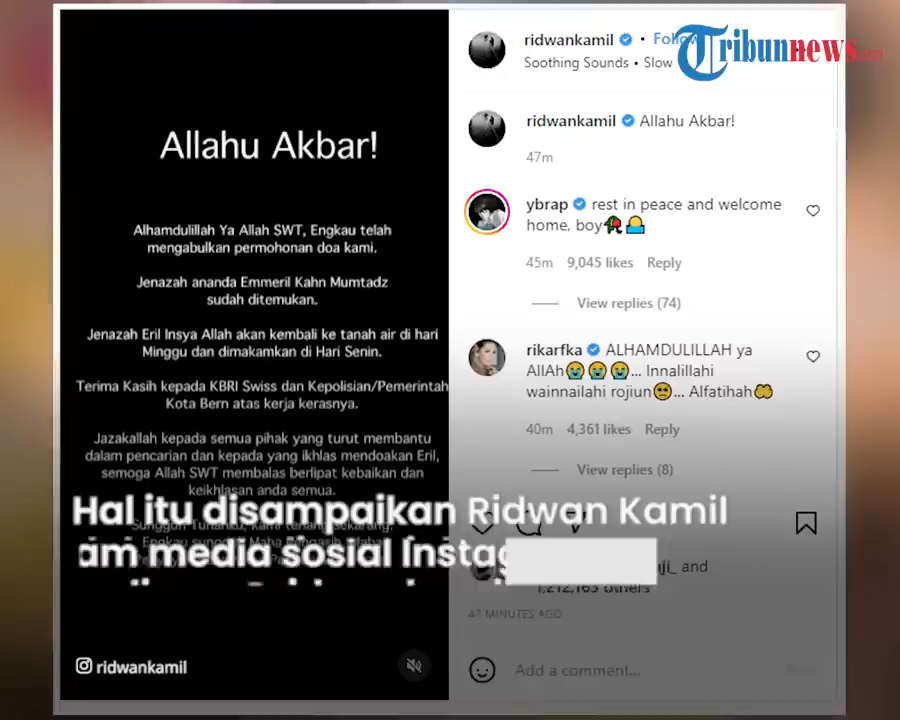 Allahu Akbar!
Alhamdulillah Ya Allah SWT, Engkau telah
mengabulkan permohonan doa kami.
Jenazah ananda Emmeril Kahn Mumtadz
sudah ditemukan.
Jenazah Eril Insya Allah akan kembali ke tanah air di hari
Minggu dan dimakamkan di Hari Senin.
Terima Kasih kepada KBRI Swiss dan Kepolisian/Pemerintah
Kota Bern atas kerja kerasnya.
Jazakallah kepada semua pihak yang turut membantu
dalam pencarian dan kepada yang ikhlas mendoakan Eril,
semoga Allah SWT membalas berlipat kebaikan dan
keikhlasan anda semua.
ridwankamil
ridwankamil • Follow
Soothing Sounds • Slow
Tribunnews.com
ridwankamil Allahu Akbar!
47m
ybrap rest in peace and welcome
home, boy🥀
45m 9,045 likes Reply
View replies (74)
rikarfka ALHAMDULILLAH ya
AllAh😭😭😭... Innalillahi
wainnailahi rojiun🥺... Alfatihah🤲
40m 4,361 likes Reply
View replies (8)
and
others
47 MINUTES AGO
Add a comment...
Hal itu disampaikan Ridwan Kamil
am media sosial Instag